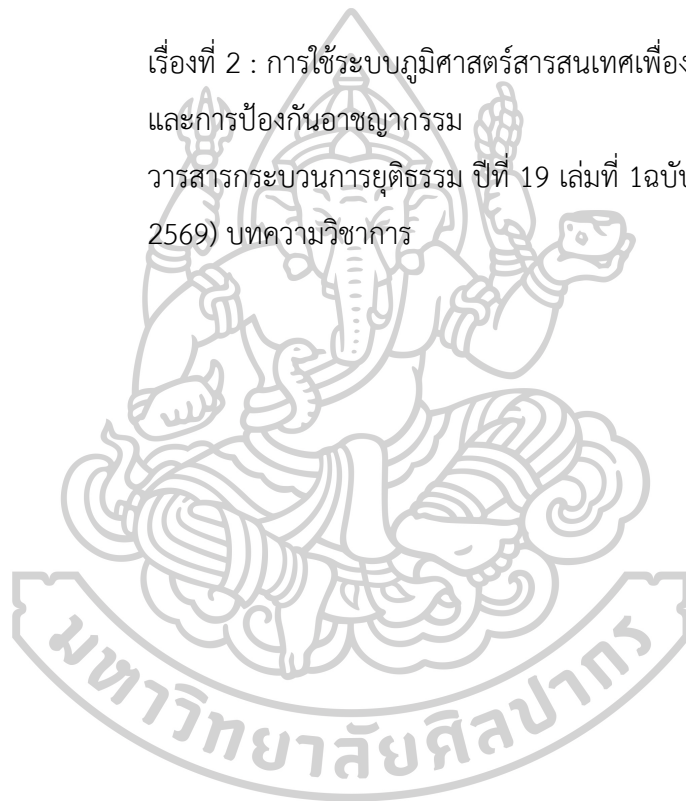 เรื่องที่ 2 : การใช้ระบบภูมิศาสตร์สารสนเทศเพื่อง
และการป้องกันอาชญากรรม
วารสารกระบวนการยุติธรรม ปีที่ 19 เล่มที่ 1ฉบับ
2569) บทความวิชาการ
มหาวิทยาลัยศิลปากร